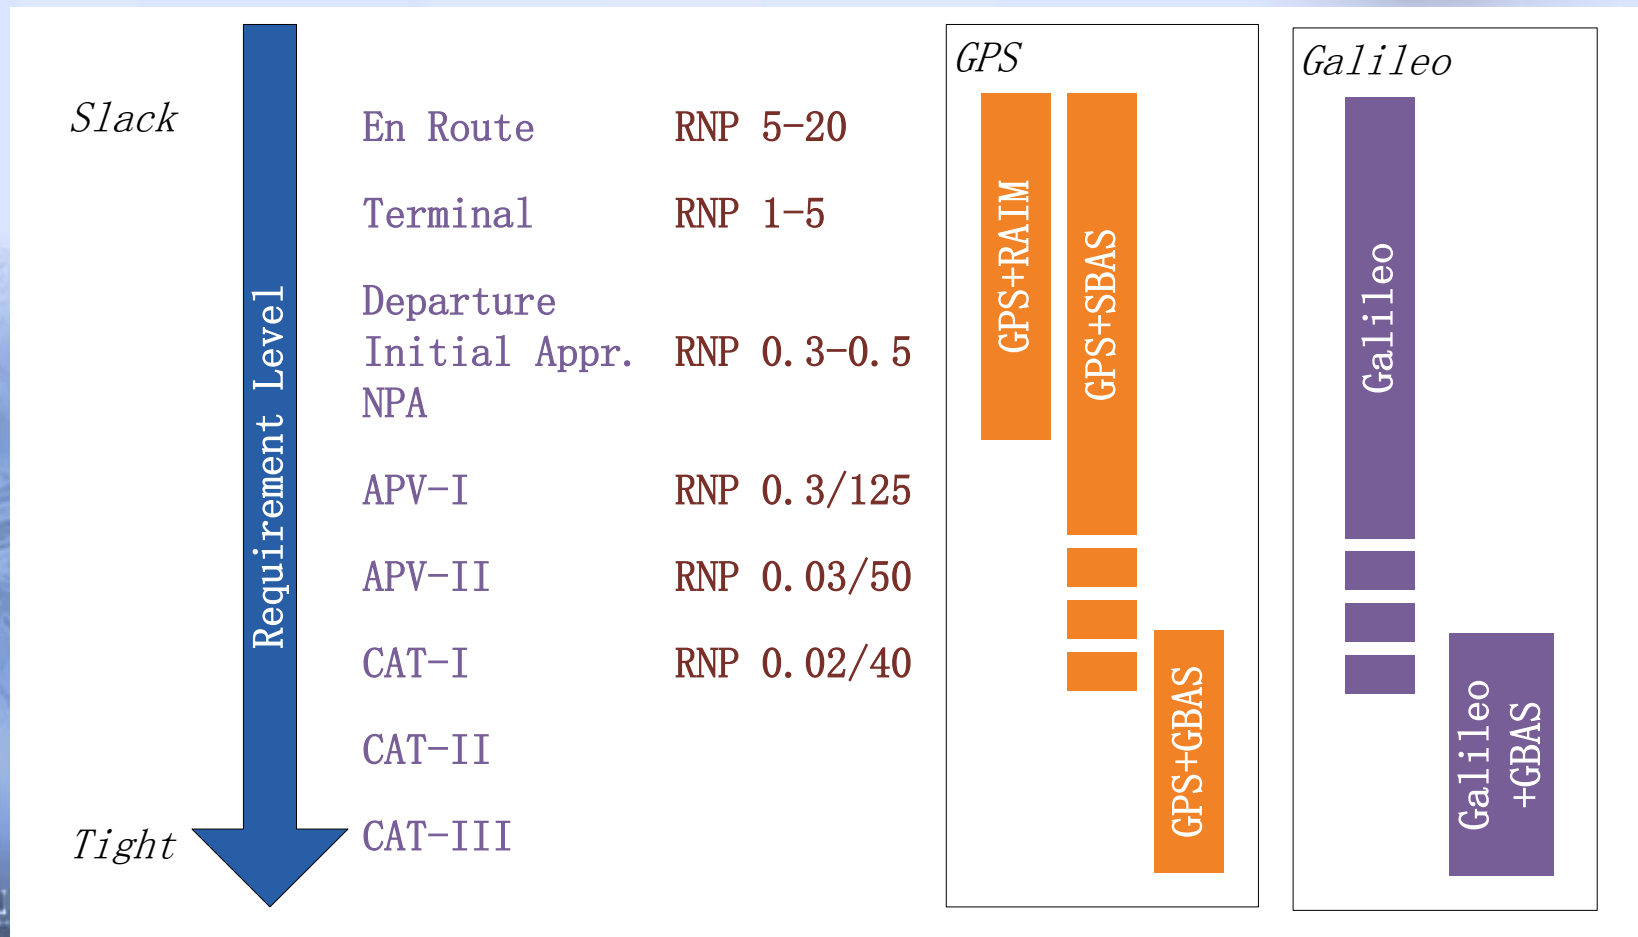 Slack
Tight
Requirement Level
En Route RNP 5-20
Terminal RNP 1-5
Departure
Initial Appr. RNP 0.3-0.5
NPA
APV-I RNP 0.3/125
APV-II RNP 0.03/50
CAT-I RNP 0.02/40
CAT-II
CAT-III
GPS
GPS+RAIM
GPS+SBAS
GPS+GBAS
Galileo
Galileo
Galileo
+GBAS